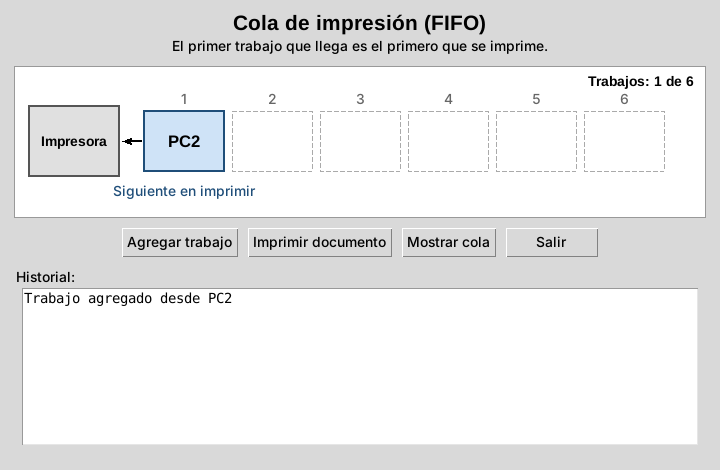 Cola de impresión (FIFO)
El primer trabajo que llega es el primero que se imprime.
Trabajos: 1 de 6
1 2 3 4 5 6
Impresora PC2
Siguiente en imprimir
Agregar trabajo Imprimir documento Mostrar cola Salir
Historial:
Trabajo agregado desde PC2